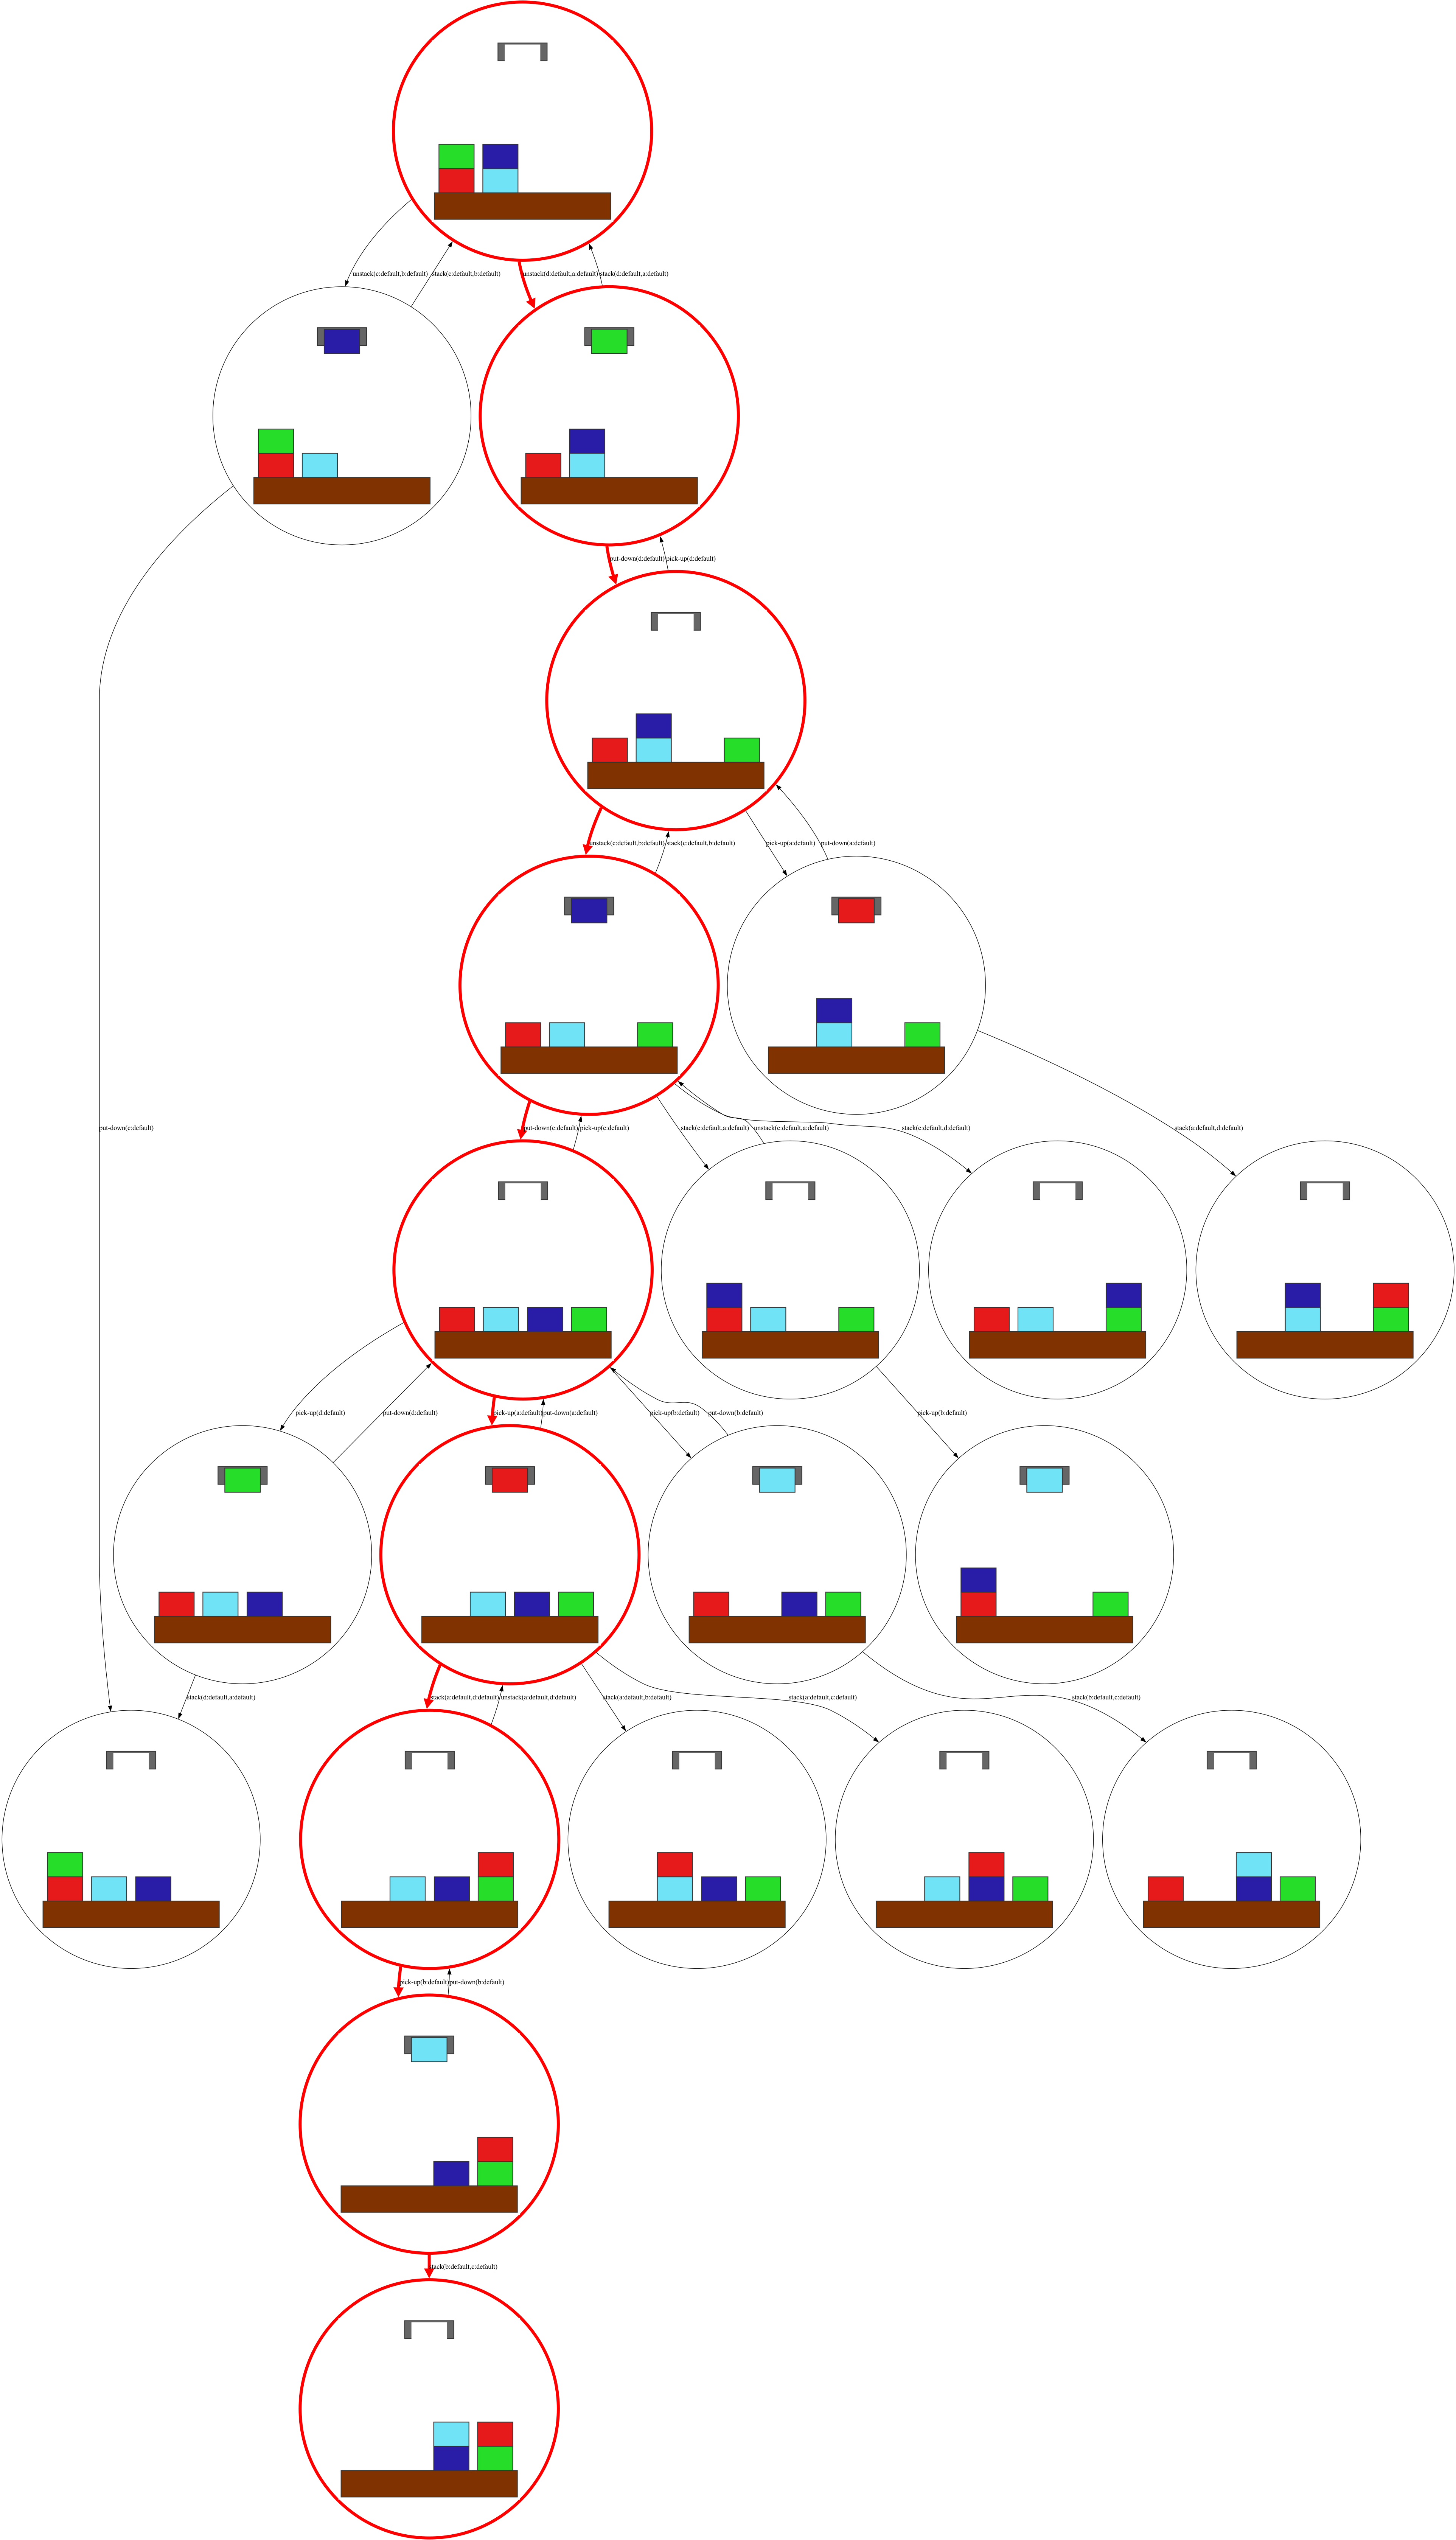 unstack(c:default,b:default)
stack(c:default,b:default)
unstack(d:default,a:default)
stack(d:default,a:default)
put-down(d:default)
pick-up(d:default)
unstack(c:default,b:default)
stack(c:default,b:default)
pick-up(a:default)
put-down(a:default)
put-down(c:default)
put-down(c:default)
pick-up(c:default)
stack(c:default,a:default)
unstack(c:default,a:default)
stack(c:default,d:default)
stack(a:default,d:default)
pick-up(d:default)
put-down(d:default)
pick-up(a:default)
put-down(a:default)
pick-up(b:default)
put-down(b:default)
pick-up(b:default)
stack(d:default,a:default)
stack(a:default,d:default)
unstack(a:default,d:default)
stack(a:default,b:default)
stack(a:default,c:default)
stack(b:default,c:default)
pick-up(b:default)
put-down(b:default)
stack(b:default,c:default)